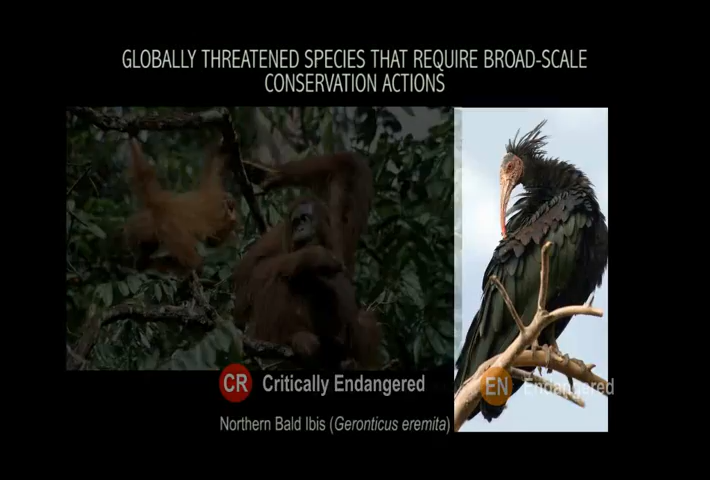 GLOBALLY THREATENED SPECIES THAT REQUIRE BROAD-SCALE
CONSERVATION ACTIONS
CR Critically Endangered
EN Endangered
Northern Bald Ibis (Geronticus eremita)